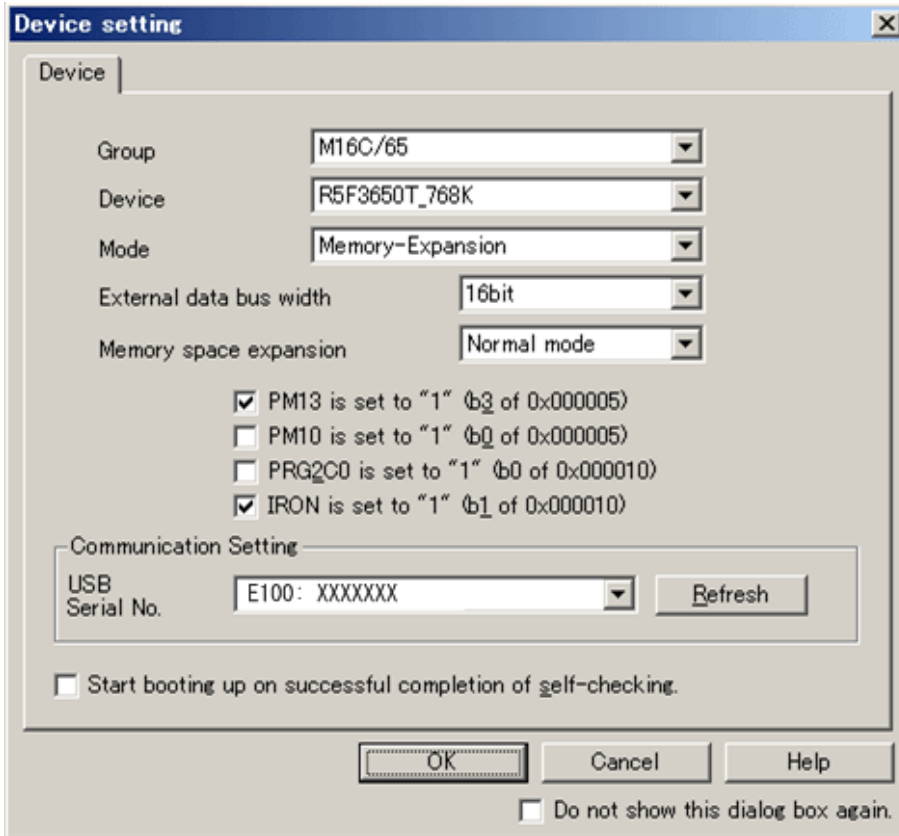 Device setting
Device
Group M16C/65
Device R5F3650T_768K
Mode Memory-Expansion
External data bus width 16bit
Memory space expansion Normal mode
PM13 is set to "1" (b3 of 0x000005)
PM10 is set to "1" (b0 of 0x000005)
PRG2C0 is set to "1" (b0 of 0x000010)
IRON is set to "1" (b1 of 0x000010)
Communication Setting
USB
Serial No. E100: XXXXXXX Refresh
Start booting up on successful completion of self-checking.
OK Cancel Help
Do not show this dialog box again.